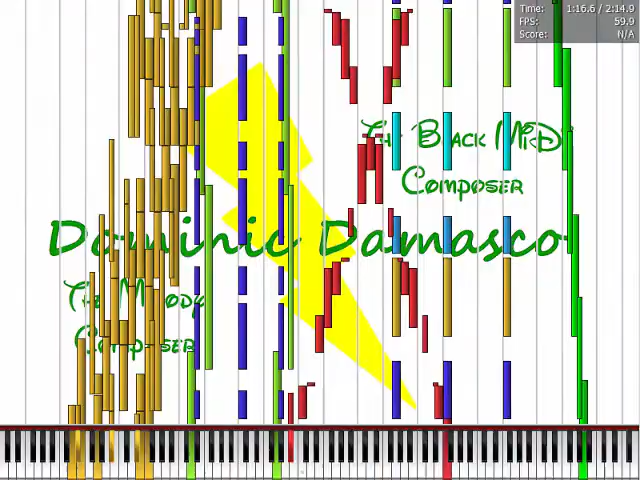 Time: 1:16.6 / 2:14.9
FPS: 59.9
Score: N/A
The Black MIDI
Composer
Dominic Damasco
The Moody
Composer